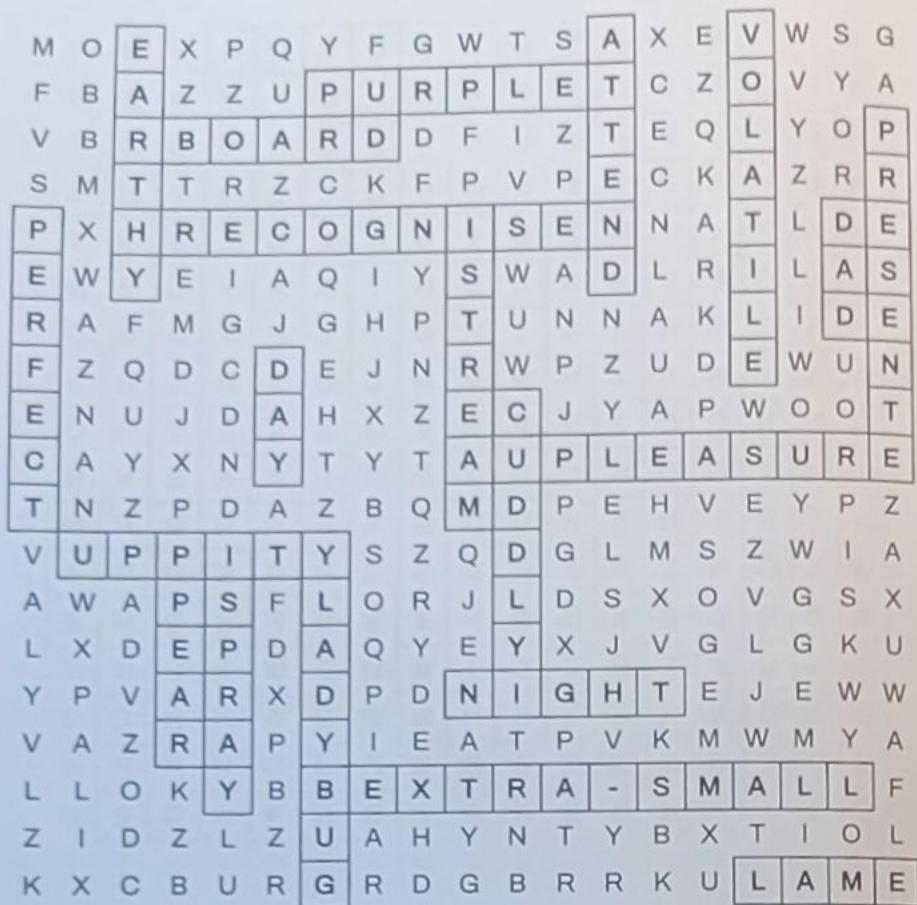 M O E X P Q Y F G W T S A X E V W S G
F B A Z Z U P U R P L E T C Z O V Y A
V B R B O A R D D F I Z T E Q L Y O P
S M T T R Z C K F P V P E C K A Z R R
P X H R E C O G N I S E N N A T L D E
E W Y E I A Q I Y S W A D L R I L A S
R A F M G J G H P T U N N A K L I D E
F Z Q D C D E J N R W P Z U D E W U N
E N U J D A H X Z E C J Y A P W O O T
C A Y X N Y T Y T A U P L E A S U R E
T N Z P D A Z B Q M D P E H V E Y P Z
V U P P I T Y S Z Q D G L M S Z W I A
A W A P S F L O R J L D S X O V G S X
L X D E P D A Q Y E Y X J V G L G K U
Y P V A R X D P D N I G H T E J E W W
V A Z R A P Y I E A T P V K M W M Y A
L L O K Y B B E X T R A - S M A L L F
Z I D Z L Z U A H Y N T Y B X T I O L
K X C B U R G R D G B R R K U L A M E